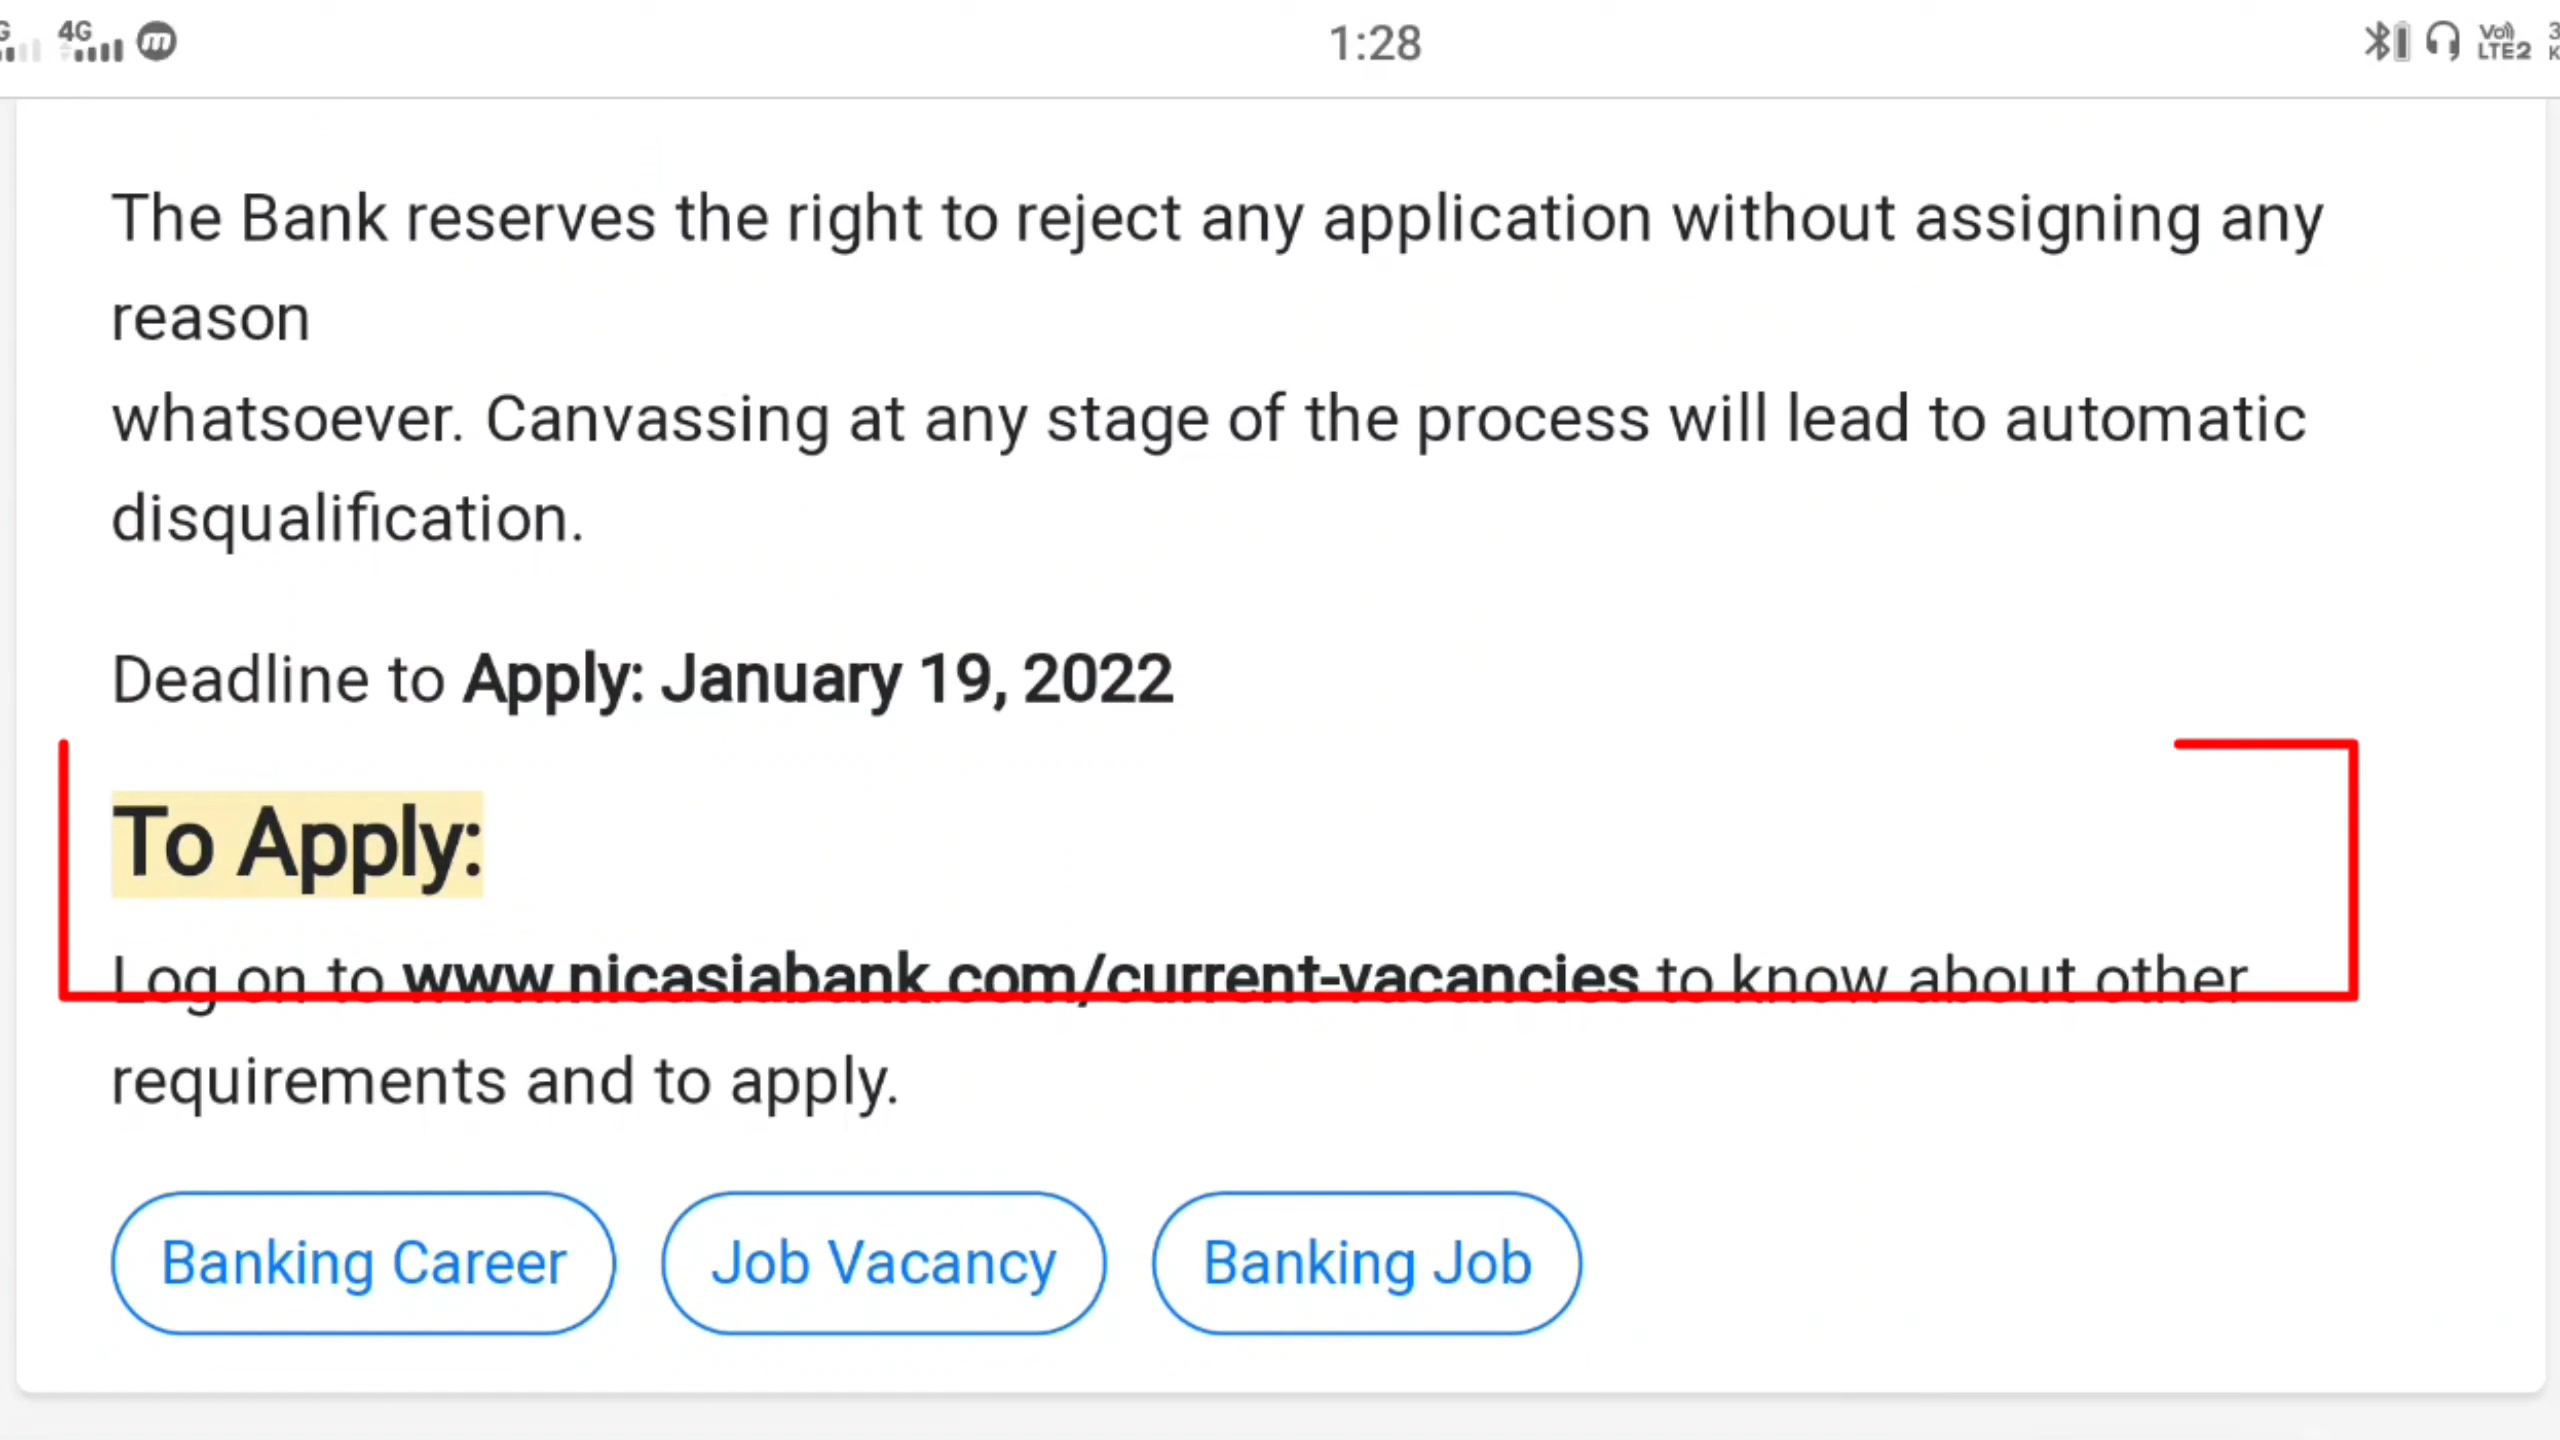 4G 1:28 Vo)) LTE2
The Bank reserves the right to reject any application without assigning any
reason
whatsoever. Canvassing at any stage of the process will lead to automatic
disqualification.
Deadline to Apply: January 19, 2022
To Apply:
Log on to www.nicasiabank.com/current-vacancies to know about other
requirements and to apply.
Banking Career Job Vacancy Banking Job